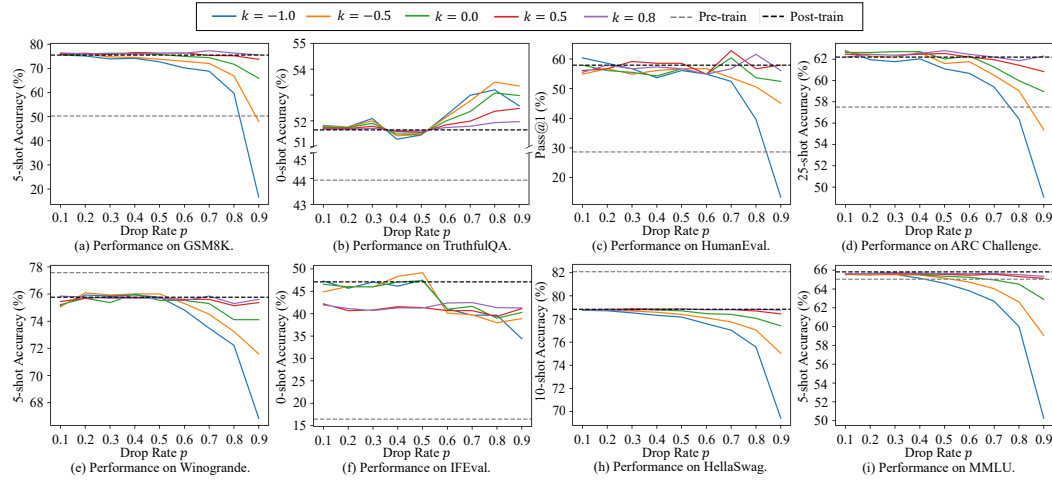 k = −1.0 k = −0.5 k = 0.0 k = 0.5 k = 0.8 Pre-train Post-train
5-shot Accuracy (%)
80
70
60
50
40
30
20
0.1 0.2 0.3 0.4 0.5 0.6 0.7 0.8 0.9
Drop Rate p
(a) Performance on GSM8K.
0-shot Accuracy (%)
55
53
52
51
45
44
43
0.1 0.2 0.3 0.4 0.5 0.6 0.7 0.8 0.9
Drop Rate p
(b) Performance on TruthfulQA.
Pass@1 (%)
60
50
40
30
20
10
0.1 0.2 0.3 0.4 0.5 0.6 0.7 0.8 0.9
Drop Rate p
(c) Performance on HumanEval.
25-shot Accuracy (%)
62
60
58
56
54
52
50
0.1 0.2 0.3 0.4 0.5 0.6 0.7 0.8 0.9
Drop Rate p
(d) Performance on ARC Challenge.
5-shot Accuracy (%)
78
76
74
72
70
68
0.1 0.2 0.3 0.4 0.5 0.6 0.7 0.8 0.9
Drop Rate p
(e) Performance on Winogrande.
0-shot Accuracy (%)
50
45
40
35
30
25
20
15
0.1 0.2 0.3 0.4 0.5 0.6 0.7 0.8 0.9
Drop Rate p
(f) Performance on IFEval.
10-shot Accuracy (%)
82
80
78
76
74
72
70
0.1 0.2 0.3 0.4 0.5 0.6 0.7 0.8 0.9
Drop Rate p
(h) Performance on HellaSwag.
5-shot Accuracy (%)
66
64
62
60
58
56
54
52
50
0.1 0.2 0.3 0.4 0.5 0.6 0.7 0.8 0.9
Drop Rate p
(i) Performance on MMLU.